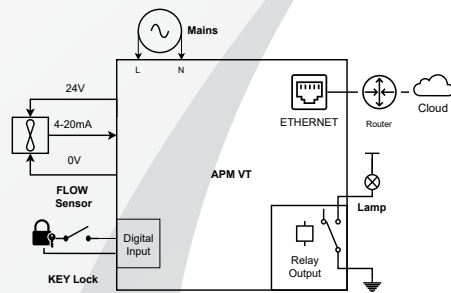 Mains
L N
24V
4-20mA
0V
FLOW
Sensor
ETHERNET
Router
Cloud
APM VT
Lamp
Digital
Input
KEY Lock
Relay
Output